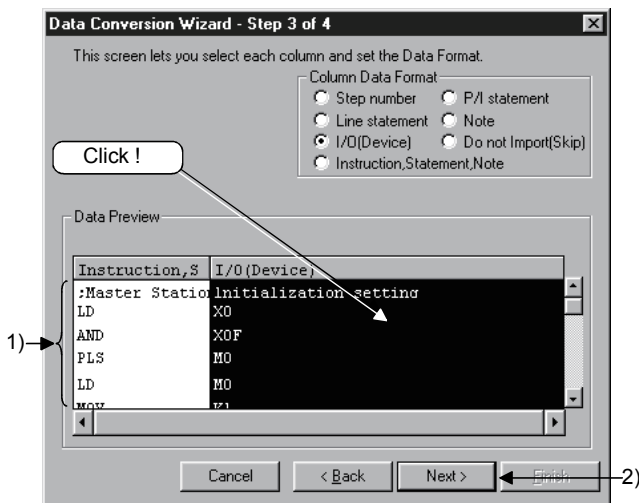 Data Conversion Wizard - Step 3 of 4
This screen lets you select each column and set the Data Format.
Column Data Format
Step number P/I statement
Line statement Note
I/O(Device) Do not Import(Skip)
Instruction,Statement,Note
Click !
Data Preview
Instruction,S I/O(Device)
;Master Station Initialization setting
LD X0
AND X0F
PLS M0
LD M0
MOV K1
1)
Cancel < Back Next > Finish
2)